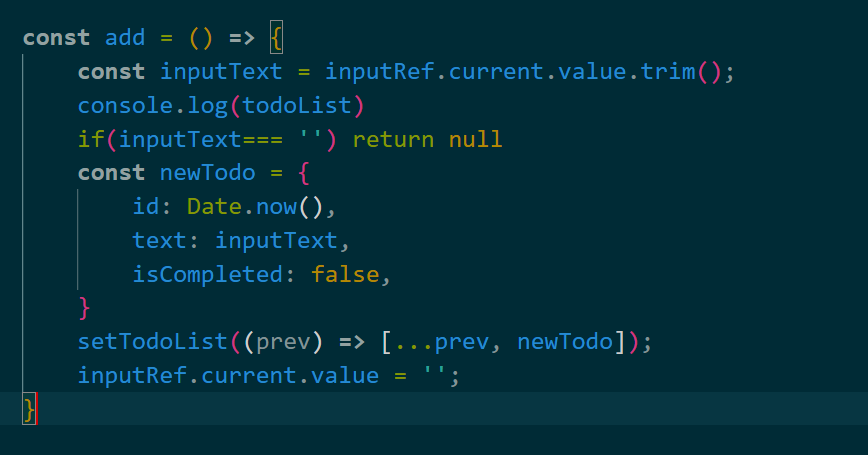 const add = () => {
    const inputText = inputRef.current.value.trim();
    console.log(todoList)
    if(inputText=== '') return null
    const newTodo = {
        id: Date.now(),
        text: inputText,
        isCompleted: false,
    }
    setTodoList((prev) => [...prev, newTodo]);
    inputRef.current.value = '';
}